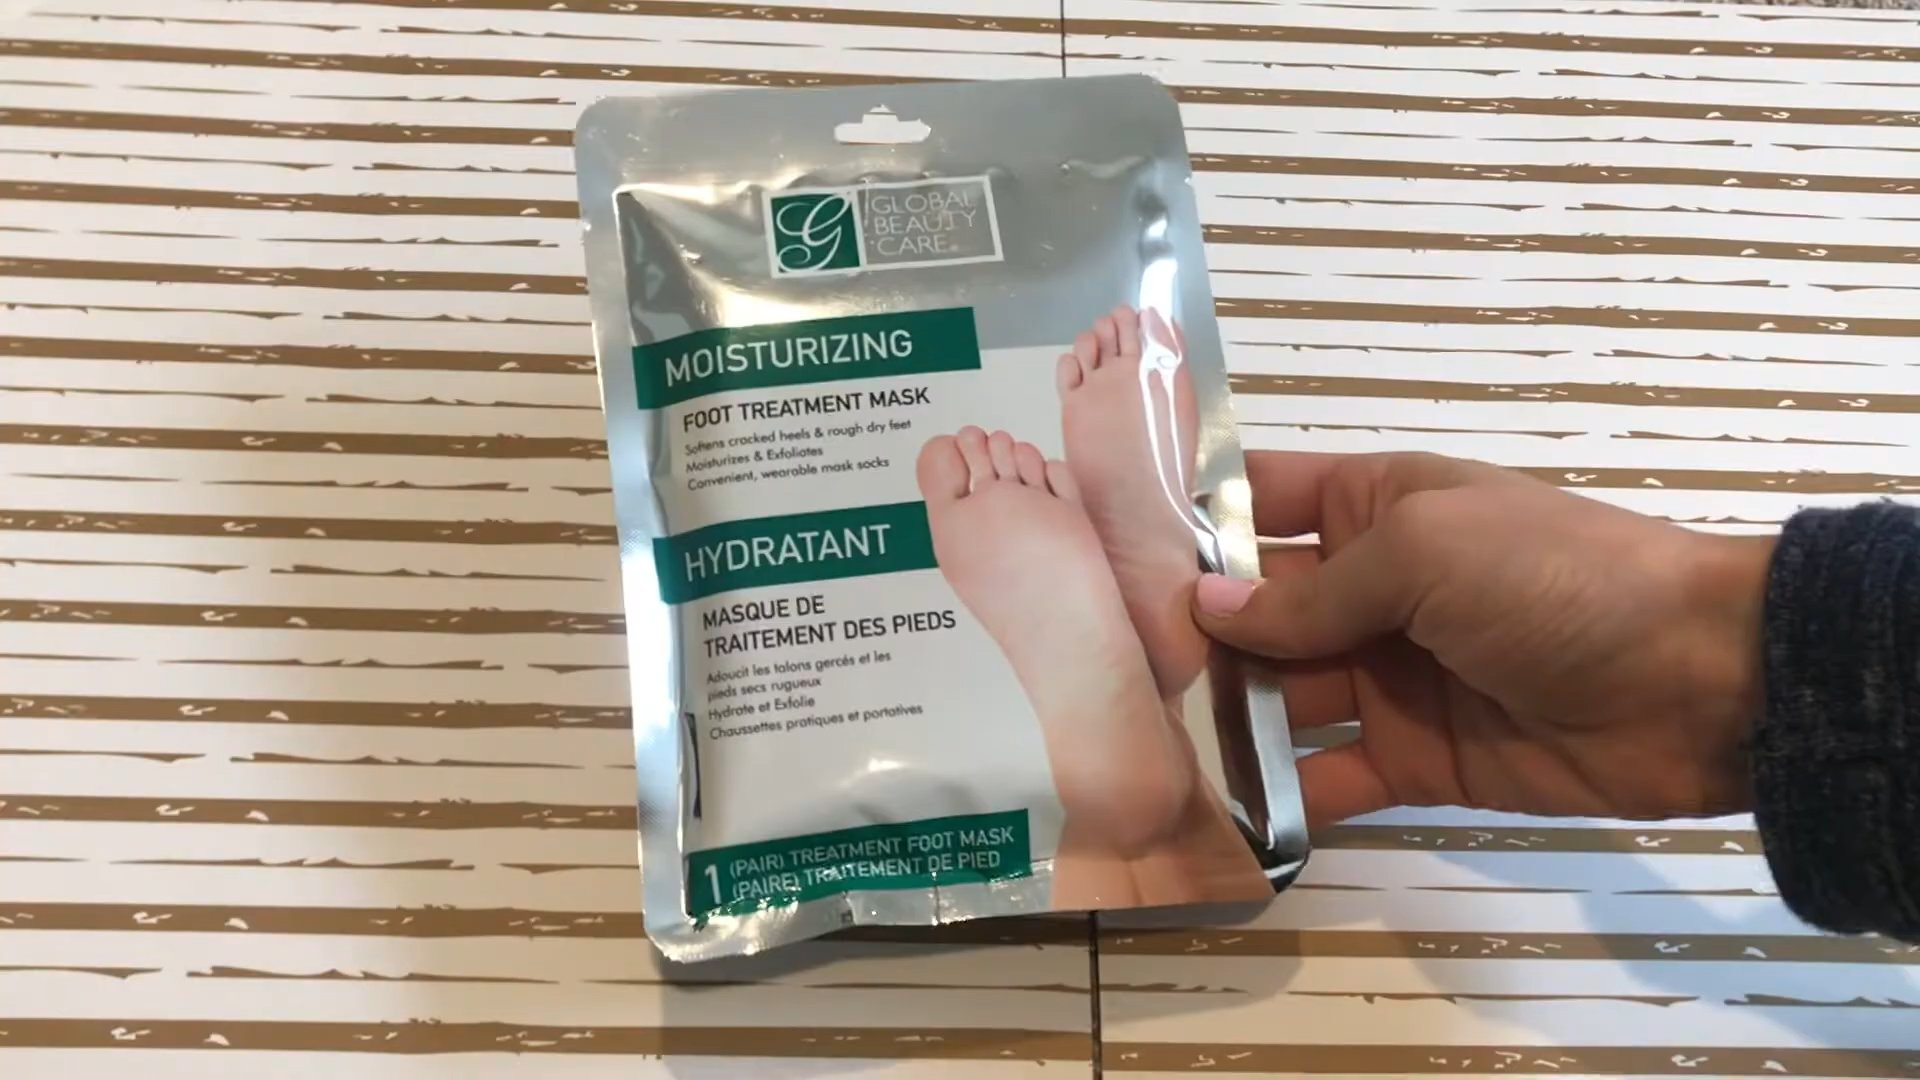 G
GLOBAL
BEAUTY
CARE®
MOISTURIZING
FOOT TREATMENT MASK
Softens cracked heels & rough dry feet
Moisturizes & Exfoliates
Convenient, wearable mask socks
HYDRATANT
MASQUE DE
TRAITEMENT DES PIEDS
Adoucit les talons gercés et les
pieds secs rugueux
Hydrate et Exfolie
Chaussettes pratiques et portatives
1 (PAIR) TREATMENT FOOT MASK
(PAIRE) TRAITEMENT DE PIED